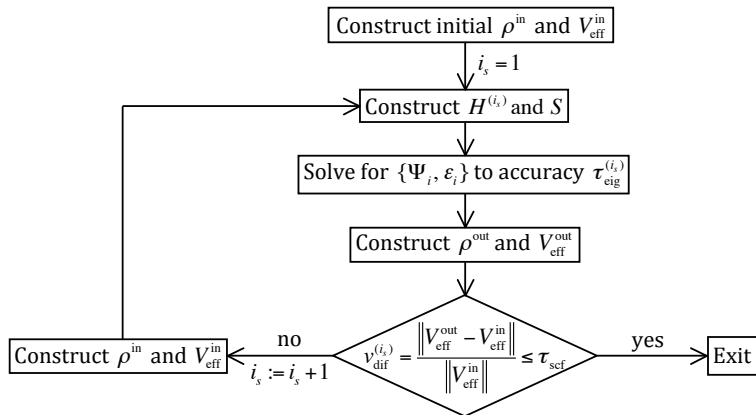 Construct initial ρ^in and V_eff^in
i_s = 1
Construct H^(i_s) and S
Solve for {Ψ_i, ε_i} to accuracy τ_eig^(i_s)
Construct ρ^out and V_eff^out
no
v_dif^(i_s) = ‖V_eff^out − V_eff^in‖ / ‖V_eff^in‖ ≤ τ_scf
yes
Construct ρ^in and V_eff^in
i_s := i_s + 1
Exit